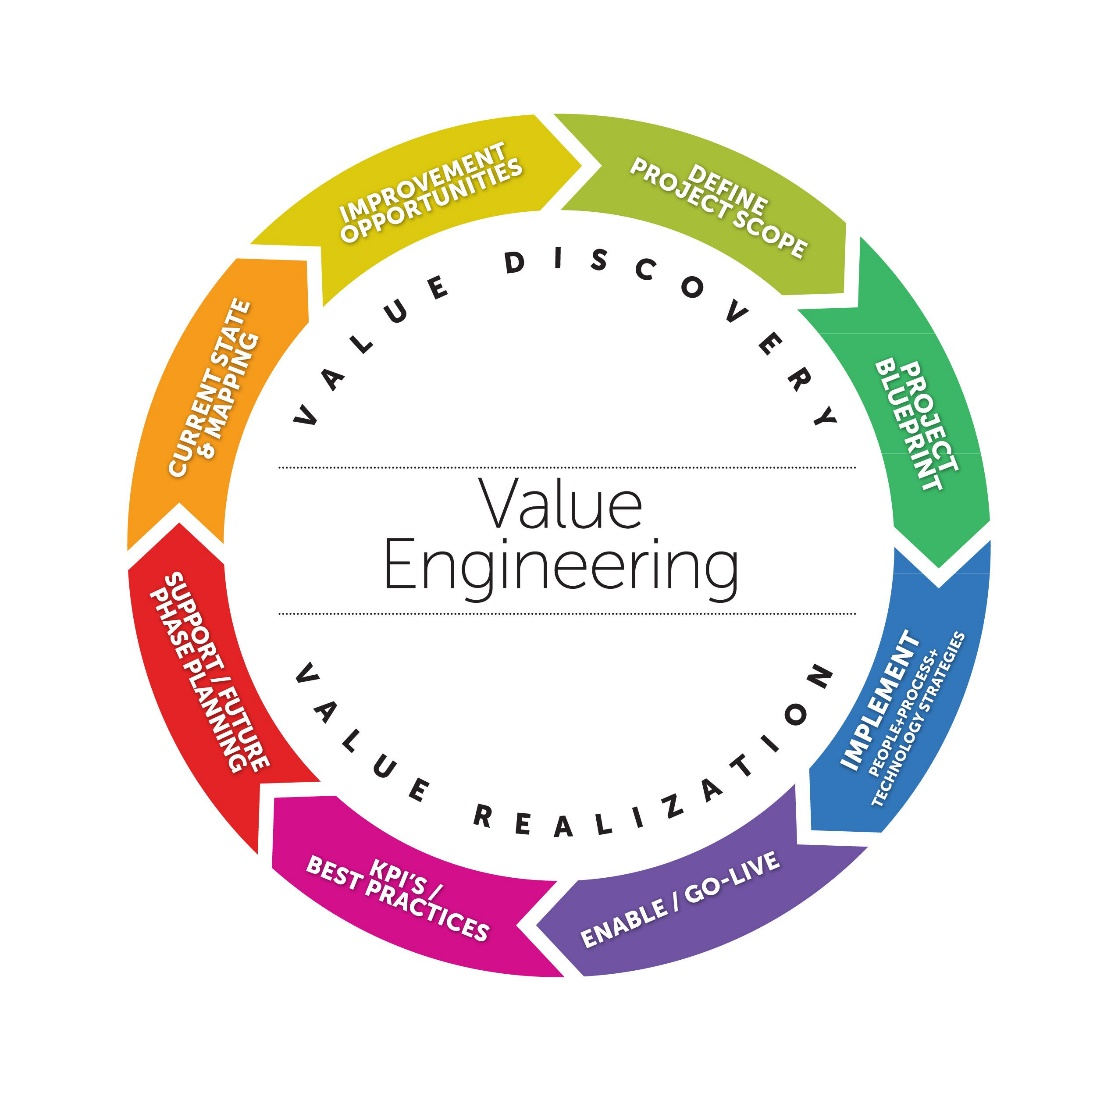 IMPROVEMENT
OPPORTUNITIES
DEFINE
PROJECT SCOPE
CURRENT STATE
& MAPPING
VALUE DISCOVERY
PROJECT
BLUEPRINT
Value
Engineering
SUPPORT / FUTURE
PHASE PLANNING
VALUE REALIZATION
IMPLEMENT
PEOPLE+PROCESS+
TECHNOLOGY STRATEGIES
KPI'S /
BEST PRACTICES
ENABLE / GO-LIVE